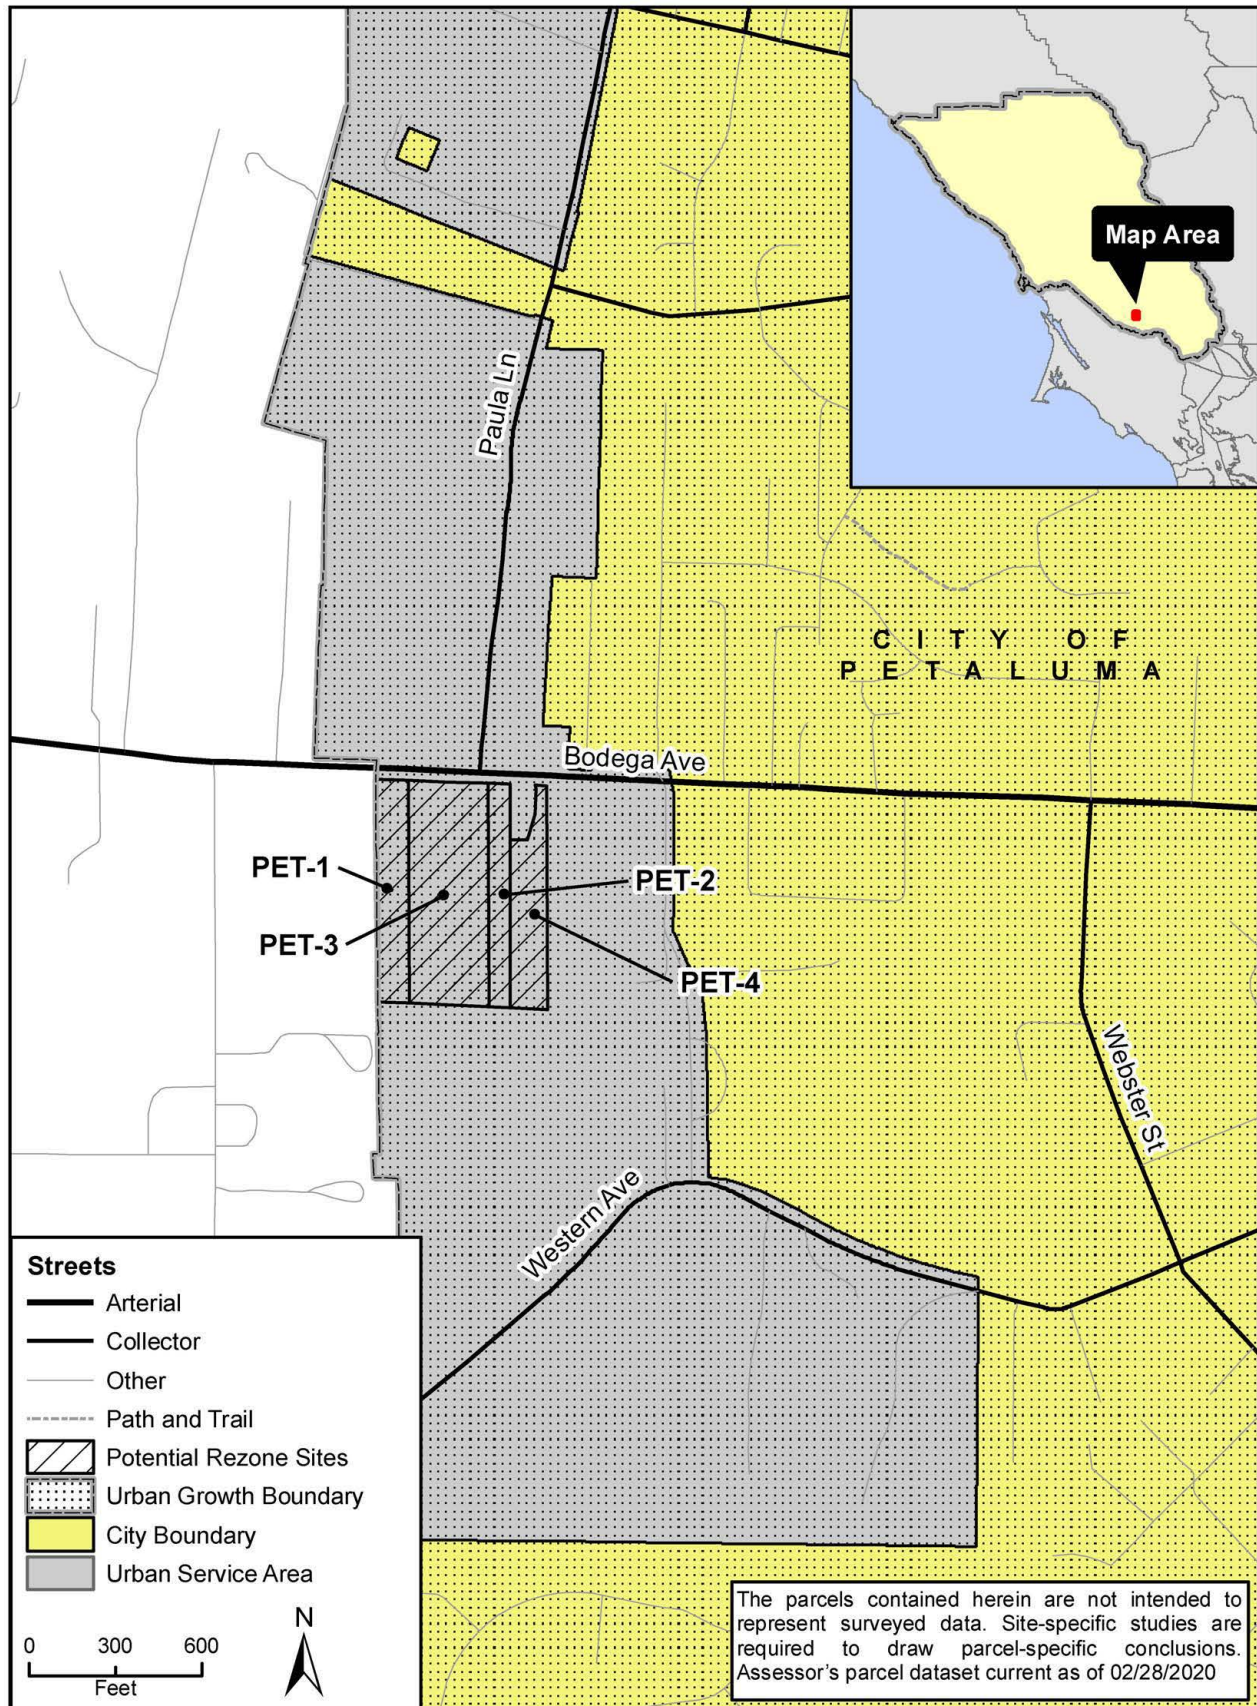 Map Area
Paula Ln
CITY OF
PETALUMA
Bodega Ave
PET-1
PET-2
PET-3
PET-4
Webster St
Western Ave
Streets
Arterial
Collector
Other
Path and Trail
Potential Rezone Sites
Urban Growth Boundary
City Boundary
Urban Service Area
N
0 300 600
Feet
The parcels contained herein are not intended to
represent surveyed data. Site-specific studies are
required to draw parcel-specific conclusions.
Assessor's parcel dataset current as of 02/28/2020